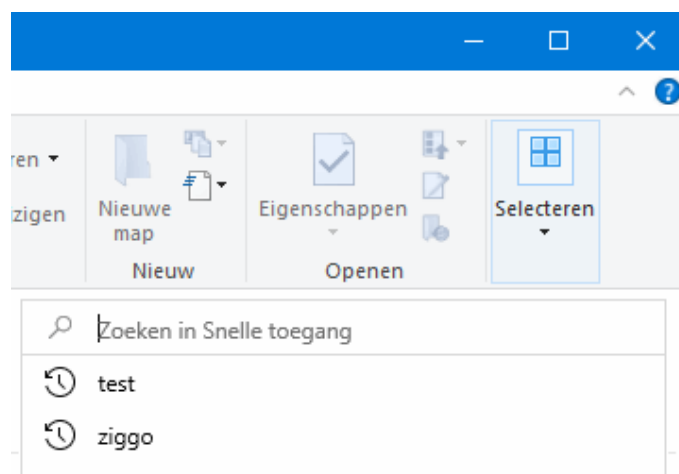 ?
ren
zigen
Nieuwe
map
Eigenschappen
Selecteren
Nieuw
Openen
Zoeken in Snelle toegang
test
ziggo